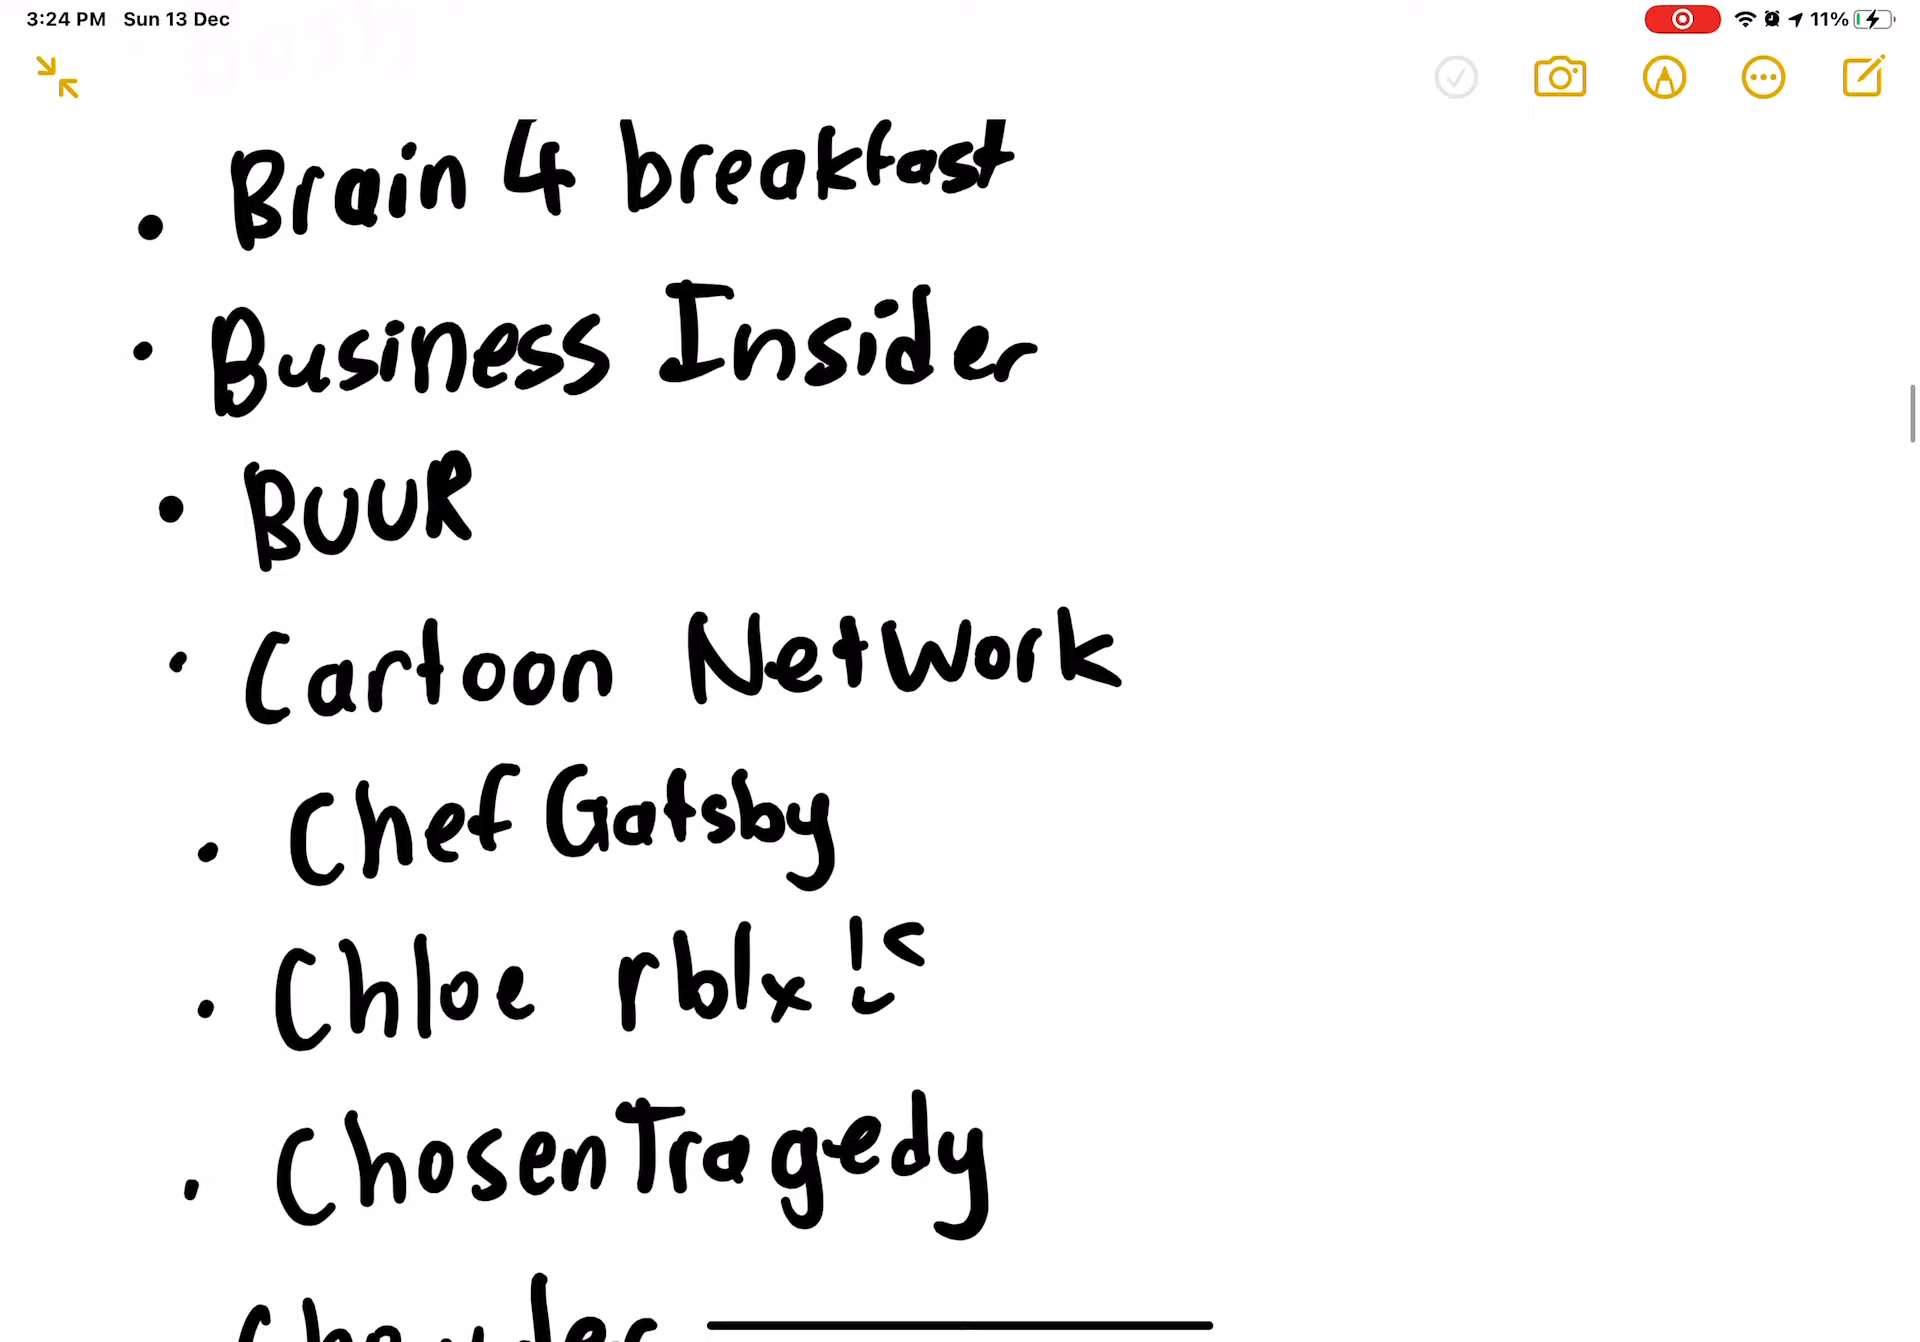 3:24 PM Sun 13 Dec 11%
• Brain 4 breakfast
• Business Insider
• BUUR
• Cartoon Network
• Chef Gatsby
• Chloe rblx !<
• ChosenTragedy
Chowder